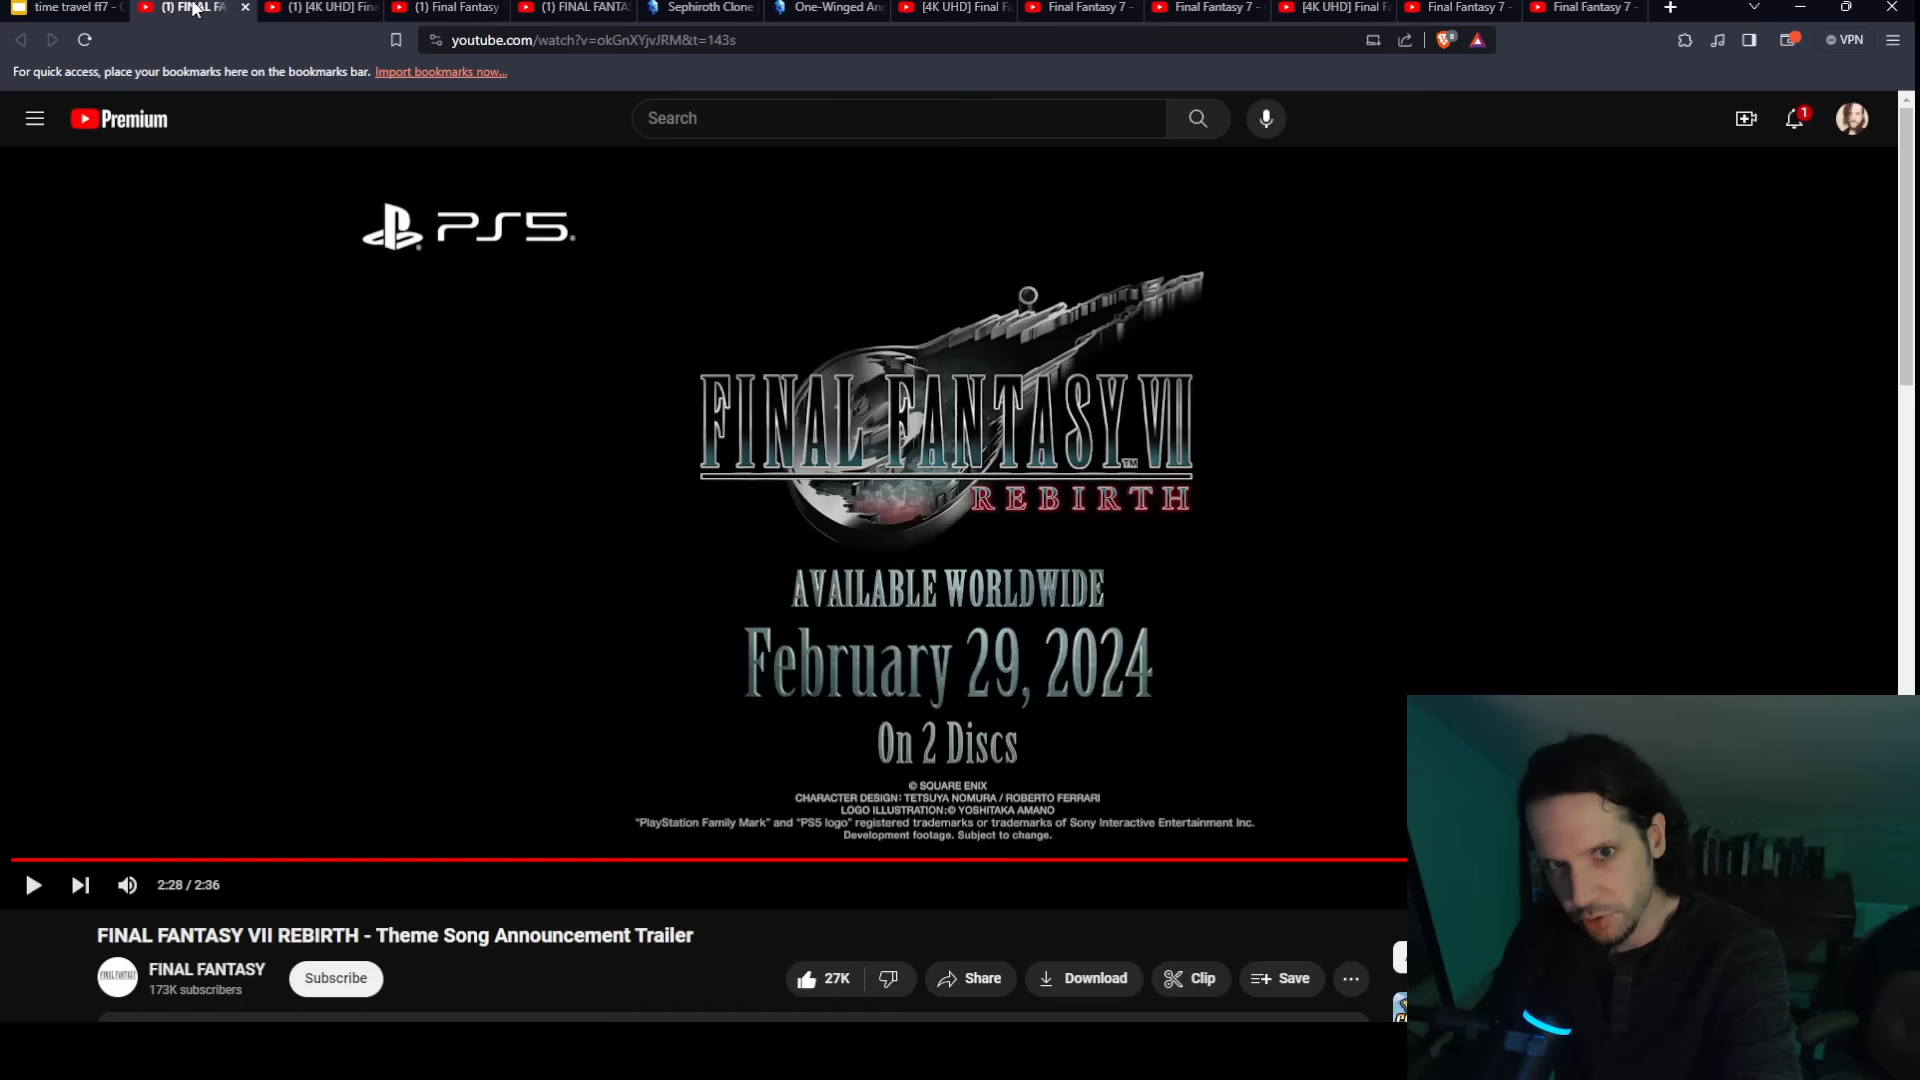 time travel ff7 -
(1) FINAL FA
(1) [4K UHD] Fina
(1) Final Fantasy
(1) FINAL FANTA
Sephiroth Clone
One-Winged An
[4K UHD] Final F
Final Fantasy 7 -
Final Fantasy 7 -
[4K UHD] Final F
Final Fantasy 7 -
Final Fantasy 7 -
youtube.com/watch?v=okGnXYjvJRM&t=143s
VPN
For quick access, place your bookmarks here on the bookmarks bar. Import bookmarks now...
Premium
Search
1
PS5
FINAL FANTASY VII
REBIRTH
AVAILABLE WORLDWIDE
February 29, 2024
On 2 Discs
© SQUARE ENIX
CHARACTER DESIGN: TETSUYA NOMURA / ROBERTO FERRARI
LOGO ILLUSTRATION:© YOSHITAKA AMANO
"PlayStation Family Mark" and "PS5 logo" registered trademarks or trademarks of Sony Interactive Entertainment Inc.
Development footage. Subject to change.
2:28 / 2:36
FINAL FANTASY VII REBIRTH - Theme Song Announcement Trailer
FINAL FANTASY
173K subscribers
Subscribe
27K
Share
Download
Clip
Save